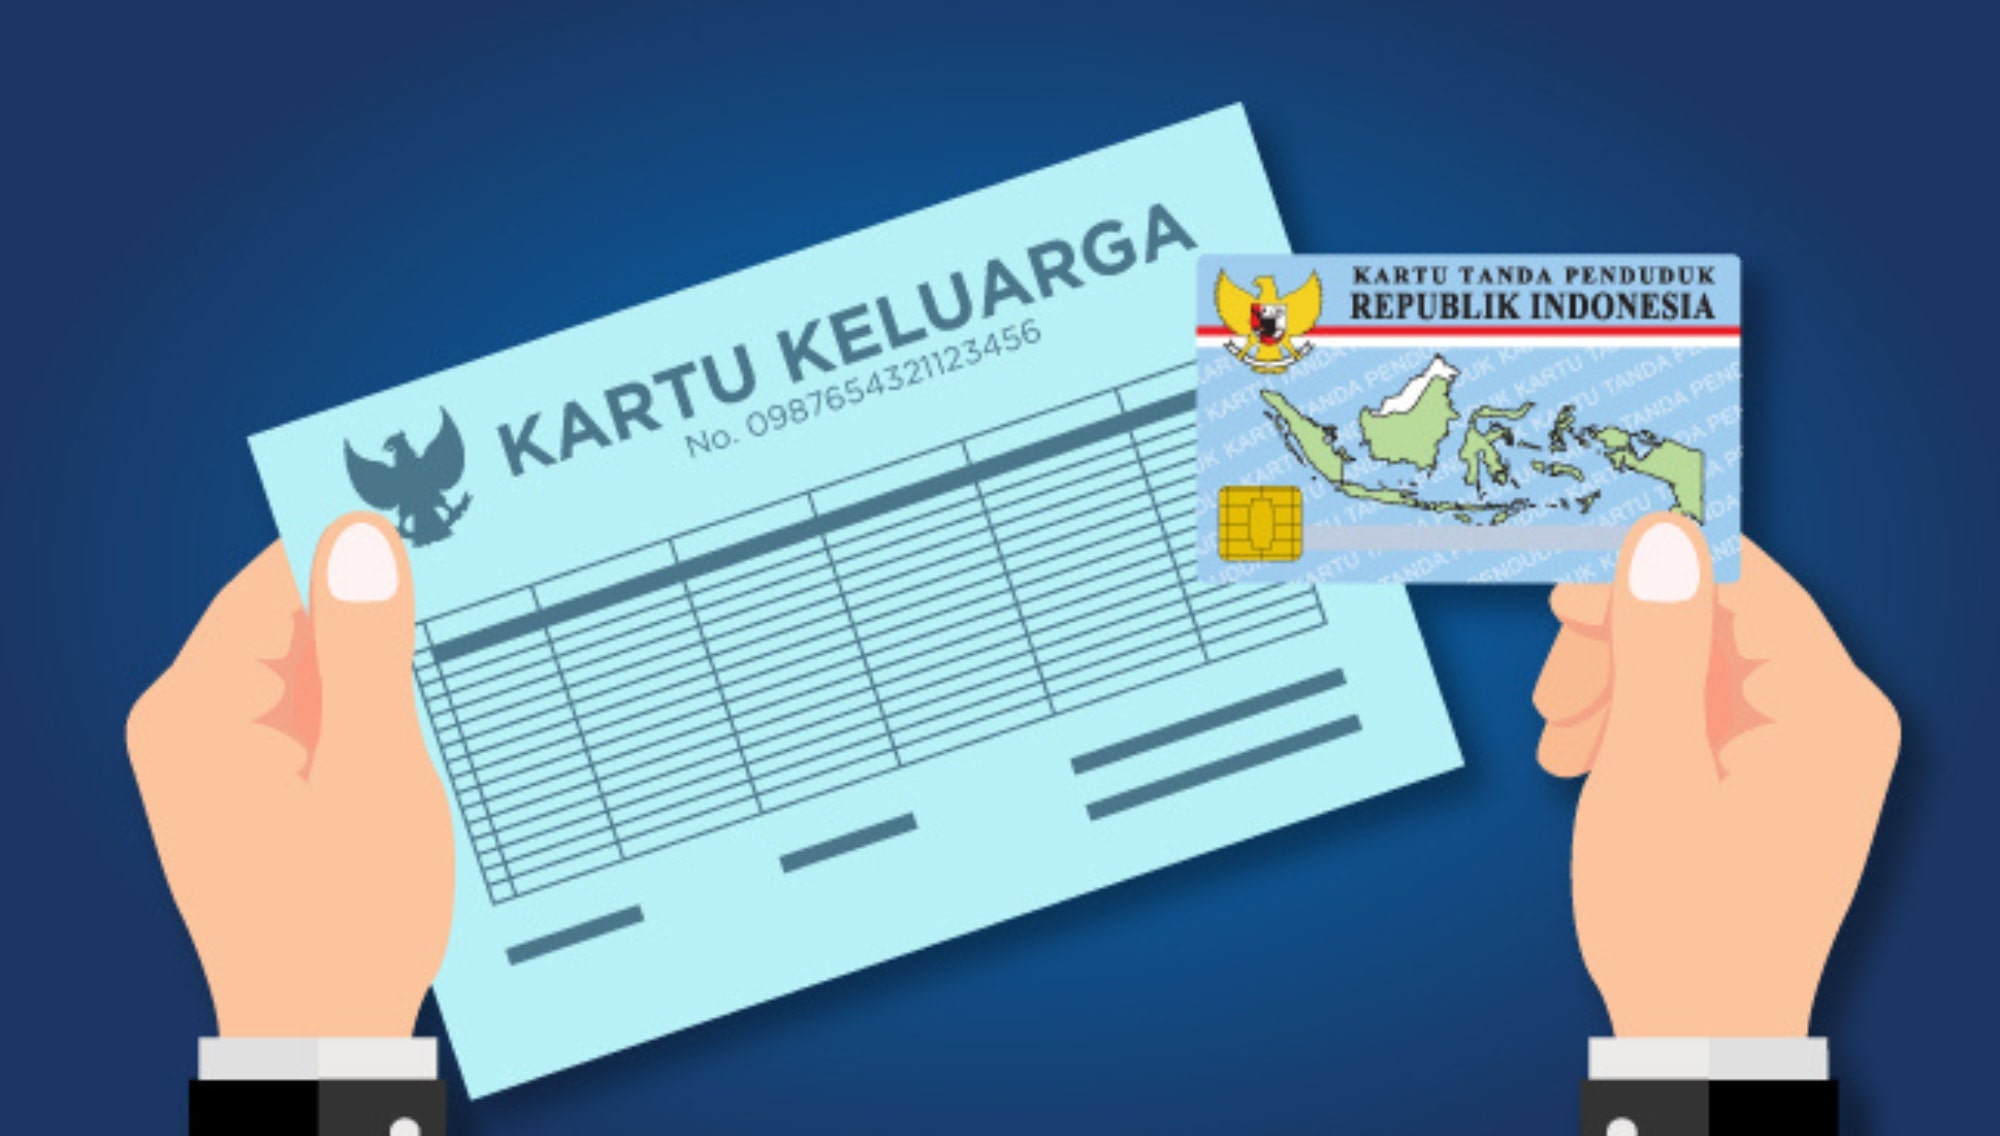 KARTU KELUARGA
No. 0987654321123456
KARTU TANDA PENDUDUK
REPUBLIK INDONESIA